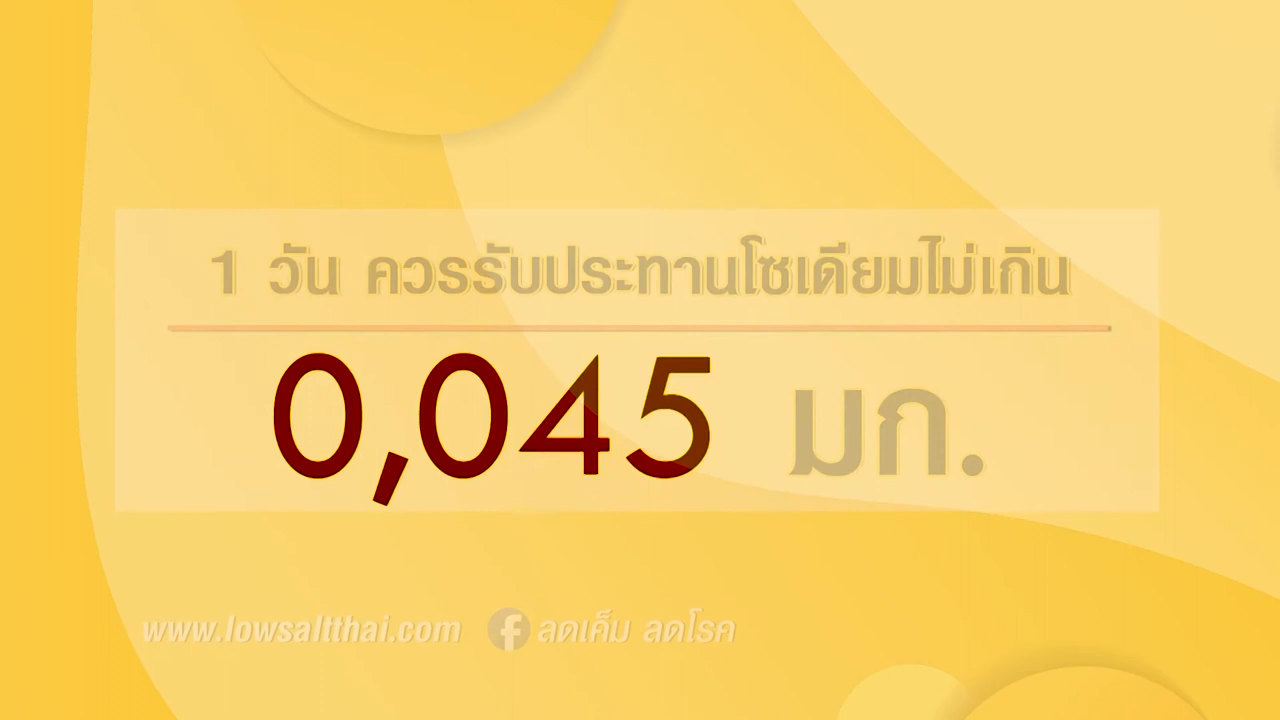 1 วัน ควรรับประทานโซเดียมไม่เกิน
0,045 มก.
www.lowsaltthai.com ลดเค็ม ลดโรค